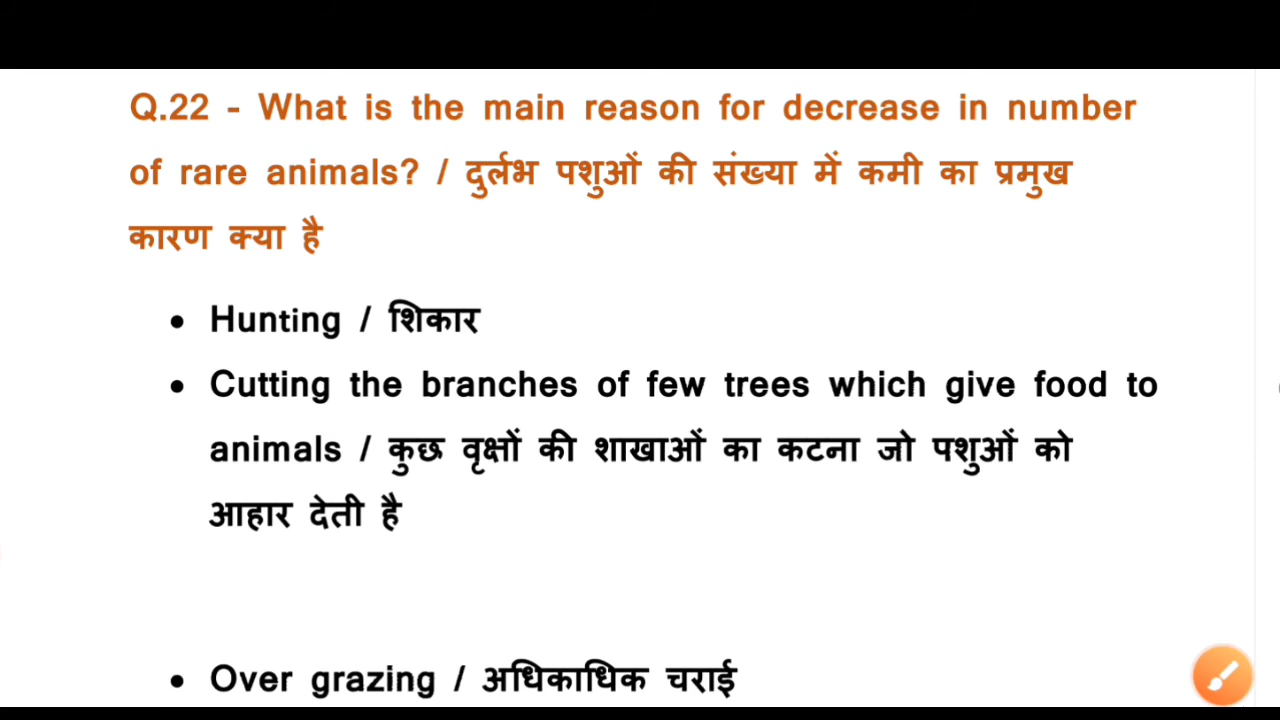 Q.22 - What is the main reason for decrease in number
of rare animals? / दुर्लभ पशुओं की संख्या में कमी का प्रमुख
कारण क्या है
• Hunting / शिकार
• Cutting the branches of few trees which give food to
animals / कुछ वृक्षों की शाखाओं का कटना जो पशुओं को
आहार देती है
• Over grazing / अधिकाधिक चराई